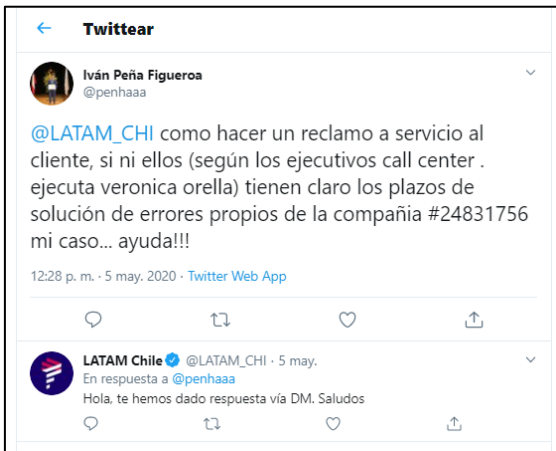 Twittear
Iván Peña Figueroa
@penhaaa
@LATAM_CHI como hacer un reclamo a servicio al
cliente, si ni ellos (según los ejecutivos call center .
ejecuta veronica orella) tienen claro los plazos de
solución de errores propios de la compañia #24831756
mi caso... ayuda!!!
12:28 p. m. · 5 may. 2020 · Twitter Web App
LATAM Chile @LATAM_CHI · 5 may.
En respuesta a @penhaaa
Hola, te hemos dado respuesta vía DM. Saludos